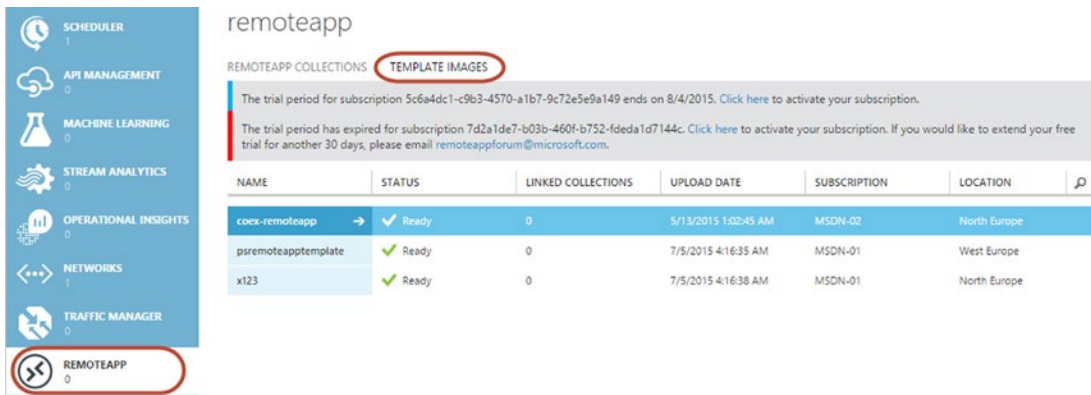 SCHEDULER
1
API MANAGEMENT
0
MACHINE LEARNING
0
STREAM ANALYTICS
0
OPERATIONAL INSIGHTS
0
NETWORKS
1
TRAFFIC MANAGER
0
REMOTEAPP
0
remoteapp
REMOTEAPP COLLECTIONS TEMPLATE IMAGES
The trial period for subscription 5c6a4dc1-c9b3-4570-a1b7-9c72e5e9a149 ends on 8/4/2015. Click here to activate your subscription.
The trial period has expired for subscription 7d2a1de7-b03b-460f-b752-fdeda1d7144c. Click here to activate your subscription. If you would like to extend your free
trial for another 30 days, please email remoteappforum@microsoft.com.
NAME STATUS LINKED COLLECTIONS UPLOAD DATE SUBSCRIPTION LOCATION
coex-remoteapp Ready 0 5/13/2015 1:02:45 AM MSDN-02 North Europe
psremoteapptemplate Ready 0 7/5/2015 4:16:35 AM MSDN-01 West Europe
x123 Ready 0 7/5/2015 4:16:38 AM MSDN-01 North Europe